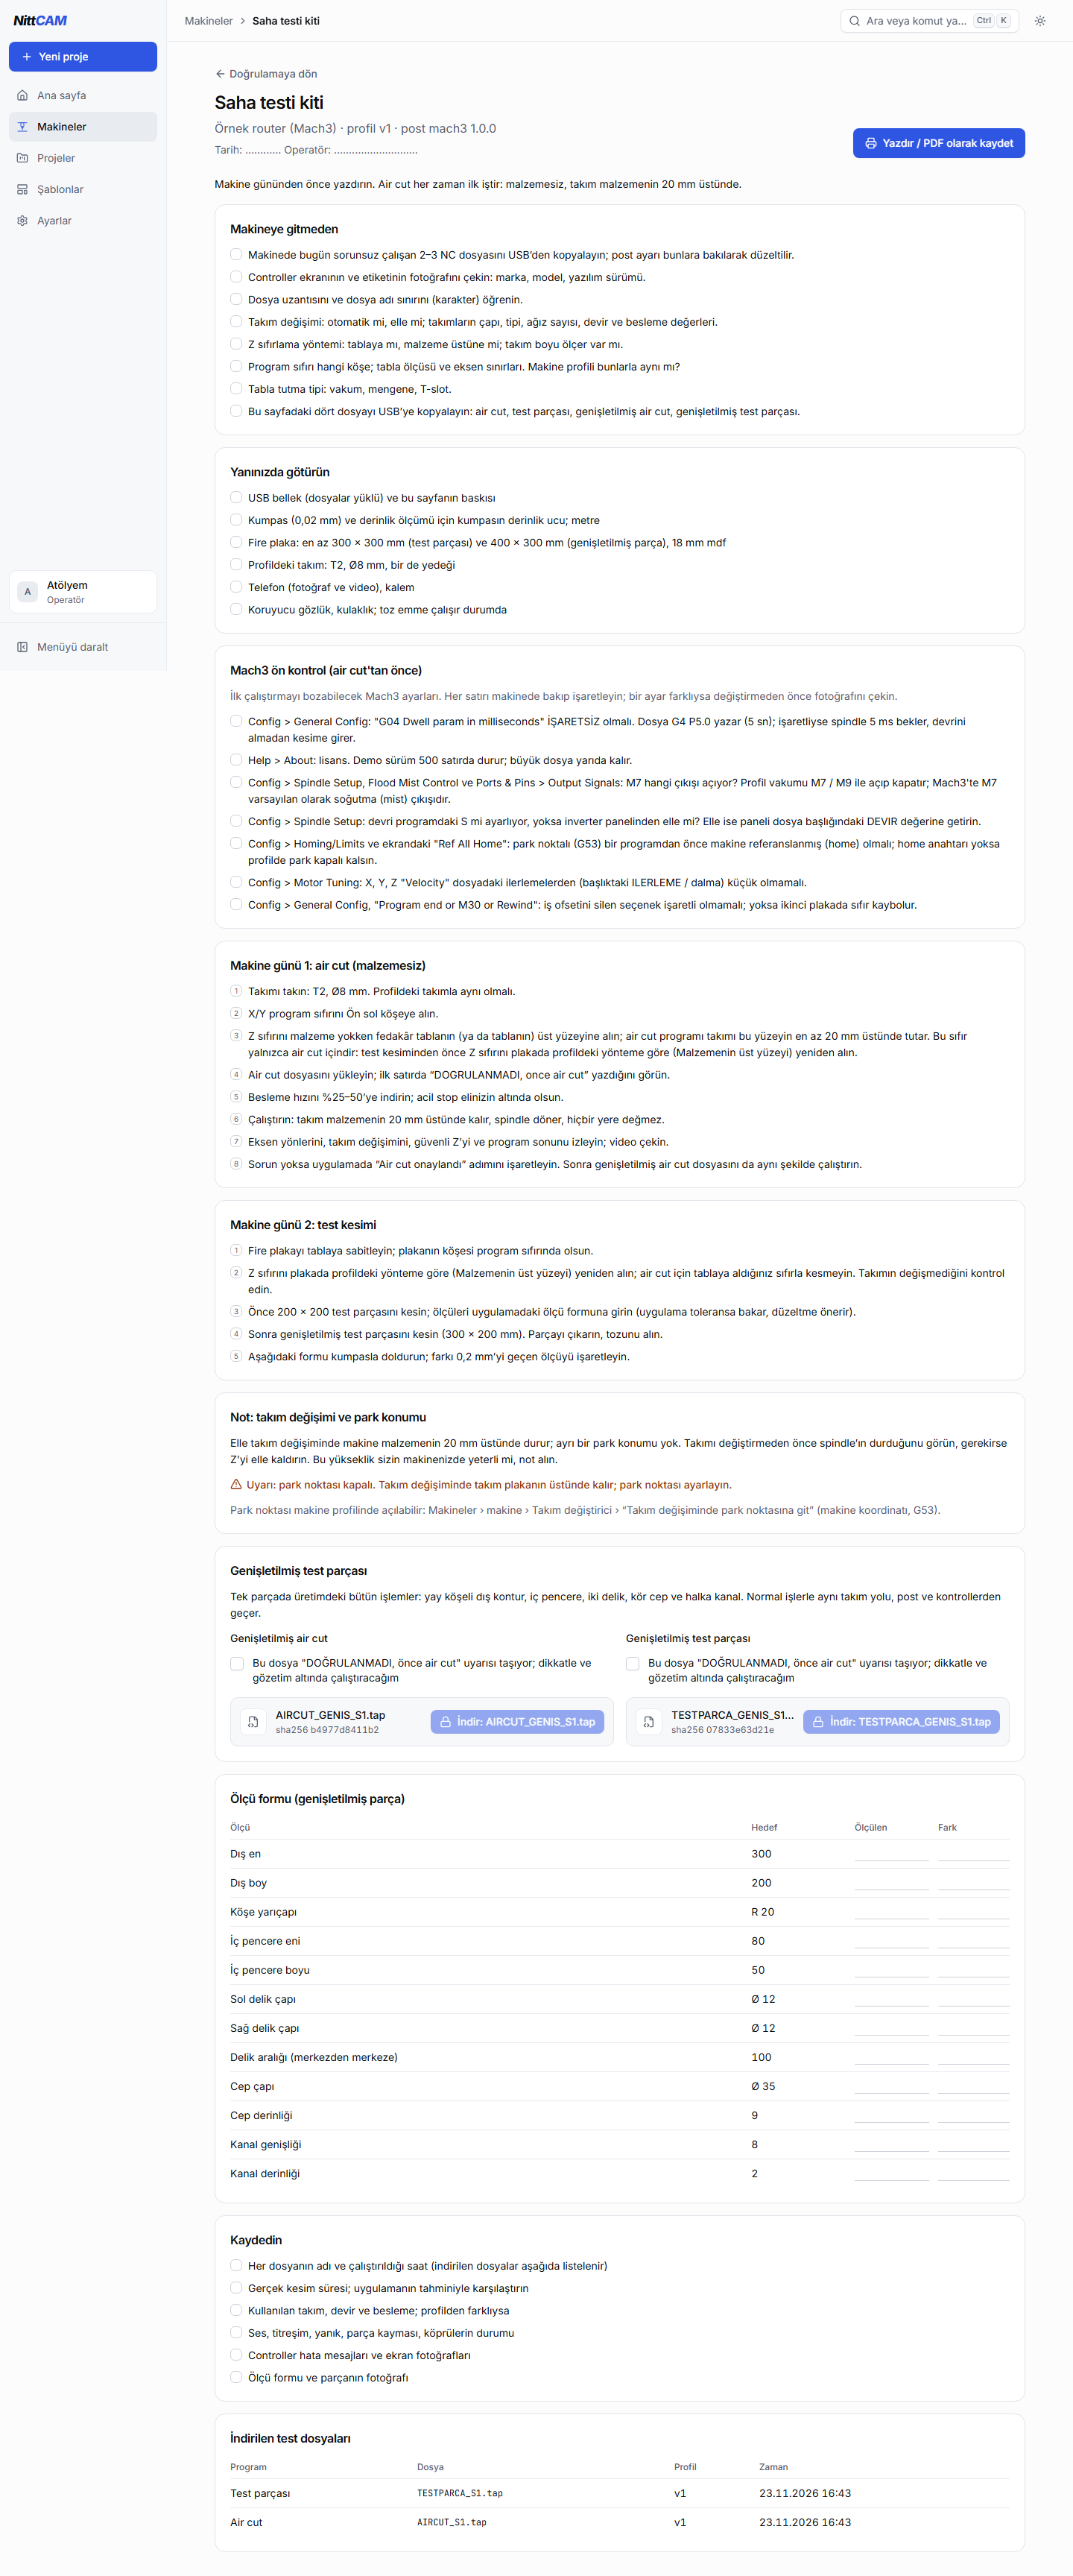 NittCAM
Yeni proje
Ana sayfa
Makineler
Projeler
Şablonlar
Ayarlar
A
Atölyem
Operatör
Menüyü daralt
Makineler > Saha testi kiti
Ara veya komut ya... Ctrl K
← Doğrulamaya dön
Saha testi kiti
Örnek router (Mach3) · profil v1 · post mach3 1.0.0
Tarih: ............ Operatör: ............................
Yazdır / PDF olarak kaydet
Makine gününden önce yazdırın. Air cut her zaman ilk iştir: malzemesiz, takım malzemenin 20 mm üstünde.
Makineye gitmeden
Makinede bugün sorunsuz çalışan 2–3 NC dosyasını USB'den kopyalayın; post ayarı bunlara bakılarak düzeltilir.
Controller ekranının ve etiketinin fotoğrafını çekin: marka, model, yazılım sürümü.
Dosya uzantısını ve dosya adı sınırını (karakter) öğrenin.
Takım değişimi: otomatik mi, elle mi; takımların çapı, tipi, ağız sayısı, devir ve besleme değerleri.
Z sıfırlama yöntemi: tablaya mı, malzeme üstüne mi; takım boyu ölçer var mı.
Program sıfırı hangi köşe; tabla ölçüsü ve eksen sınırları. Makine profili bunlarla aynı mı?
Tabla tutma tipi: vakum, mengene, T-slot.
Bu sayfadaki dört dosyayı USB'ye kopyalayın: air cut, test parçası, genişletilmiş air cut, genişletilmiş test parçası.
Yanınızda götürün
USB bellek (dosyalar yüklü) ve bu sayfanın baskısı
Kumpas (0,02 mm) ve derinlik ölçümü için kumpasın derinlik ucu; metre
Fire plaka: en az 300 × 300 mm (test parçası) ve 400 × 300 mm (genişletilmiş parça), 18 mm mdf
Profildeki takım: T2, Ø8 mm, bir de yedeği
Telefon (fotoğraf ve video), kalem
Koruyucu gözlük, kulaklık; toz emme çalışır durumda
Mach3 ön kontrol (air cut'tan önce)
İlk çalıştırmayı bozabilecek Mach3 ayarları. Her satırı makinede bakıp işaretleyin; bir ayar farklıysa değiştirmeden önce fotoğrafını çekin.
Config > General Config: "G04 Dwell param in milliseconds" İŞARETSİZ olmalı. Dosya G4 P5.0 yazar (5 sn); işaretliyse spindle 5 ms bekler, devrini
almadan kesime girer.
Help > About: lisans. Demo sürüm 500 satırda durur; büyük dosya yarıda kalır.
Config > Spindle Setup, Flood Mist Control ve Ports & Pins > Output Signals: M7 hangi çıkışı açıyor? Profil vakumu M7 / M9 ile açıp kapatır; Mach3'te M7
varsayılan olarak soğutma (mist) çıkışıdır.
Config > Spindle Setup: devri programdaki S mi ayarlıyor, yoksa inverter panelinden elle mi? Elle ise paneli dosya başlığındaki DEVIR değerine getirin.
Config > Homing/Limits ve ekrandaki "Ref All Home": park noktalı (G53) bir programdan önce makine referanslanmış (home) olmalı; home anahtarı yoksa
profilde park kapalı kalsın.
Config > Motor Tuning: X, Y, Z "Velocity" dosyadaki ilerlemelerden (başlıktaki ILERLEME / dalma) küçük olmamalı.
Config > General Config, "Program end or M30 or Rewind": iş ofsetini silen seçenek işaretli olmamalı; yoksa ikinci plakada sıfır kaybolur.
Makine günü 1: air cut (malzemesiz)
1 Takımı takın: T2, Ø8 mm. Profildeki takımla aynı olmalı.
2 X/Y program sıfırını Ön sol köşeye alın.
3 Z sıfırını malzeme yokken fedakâr tablanın (ya da tablanın) üst yüzeyine alın; air cut programı takımı bu yüzeyin en az 20 mm üstünde tutar. Bu sıfır
yalnızca air cut içindir: test kesiminden önce Z sıfırını plakada profildeki yönteme göre (Malzemenin üst yüzeyi) yeniden alın.
4 Air cut dosyasını yükleyin; ilk satırda “DOGRULANMADI, once air cut” yazdığını görün.
5 Besleme hızını %25–50'ye indirin; acil stop elinizin altında olsun.
6 Çalıştırın: takım malzemenin 20 mm üstünde kalır, spindle döner, hiçbir yere değmez.
7 Eksen yönlerini, takım değişimini, güvenli Z'yi ve program sonunu izleyin; video çekin.
8 Sorun yoksa uygulamada “Air cut onaylandı” adımını işaretleyin. Sonra genişletilmiş air cut dosyasını da aynı şekilde çalıştırın.
Makine günü 2: test kesimi
1 Fire plakayı tablaya sabitleyin; plakanın köşesi program sıfırında olsun.
2 Z sıfırını plakada profildeki yönteme göre (Malzemenin üst yüzeyi) yeniden alın; air cut için tablaya aldığınız sıfırla kesmeyin. Takımın değişmediğini kontrol
edin.
3 Önce 200 × 200 test parçasını kesin; ölçüleri uygulamadaki ölçü formuna girin (uygulama toleransa bakar, düzeltme önerir).
4 Sonra genişletilmiş test parçasını kesin (300 × 200 mm). Parçayı çıkarın, tozunu alın.
5 Aşağıdaki formu kumpasla doldurun; farkı 0,2 mm'yi geçen ölçüyü işaretleyin.
Not: takım değişimi ve park konumu
Elle takım değişiminde makine malzemenin 20 mm üstünde durur; ayrı bir park konumu yok. Takımı değiştirmeden önce spindle'ın durduğunu görün, gerekirse
Z'yi elle kaldırın. Bu yükseklik sizin makinenizde yeterli mi, not alın.
Uyarı: park noktası kapalı. Takım değişiminde takım plakanın üstünde kalır; park noktası ayarlayın.
Park noktası makine profilinde açılabilir: Makineler › makine › Takım değiştirici › “Takım değişiminde park noktasına git” (makine koordinatı, G53).
Genişletilmiş test parçası
Tek parçada üretimdeki bütün işlemler: yay köşeli dış kontur, iç pencere, iki delik, kör cep ve halka kanal. Normal işlerle aynı takım yolu, post ve kontrollerden
geçer.
Genişletilmiş air cut
Bu dosya "DOĞRULANMADI, önce air cut" uyarısı taşıyor; dikkatle ve
gözetim altında çalıştıracağım
AIRCUT_GENIS_S1.tap
sha256 b4977d8411b2
İndir: AIRCUT_GENIS_S1.tap
Genişletilmiş test parçası
Bu dosya "DOĞRULANMADI, önce air cut" uyarısı taşıyor; dikkatle ve
gözetim altında çalıştıracağım
TESTPARCA_GENIS_S1...
sha256 07833e63d21e
İndir: TESTPARCA_GENIS_S1.tap
Ölçü formu (genişletilmiş parça)
Ölçü Hedef Ölçülen Fark
Dış en 300
Dış boy 200
Köşe yarıçapı R 20
İç pencere eni 80
İç pencere boyu 50
Sol delik çapı Ø 12
Sağ delik çapı Ø 12
Delik aralığı (merkezden merkeze) 100
Cep çapı Ø 35
Cep derinliği 9
Kanal genişliği 8
Kanal derinliği 2
Kaydedin
Her dosyanın adı ve çalıştırıldığı saat (indirilen dosyalar aşağıda listelenir)
Gerçek kesim süresi; uygulamanın tahminiyle karşılaştırın
Kullanılan takım, devir ve besleme; profilden farklıysa
Ses, titreşim, yanık, parça kayması, köprülerin durumu
Controller hata mesajları ve ekran fotoğrafları
Ölçü formu ve parçanın fotoğrafı
İndirilen test dosyaları
Program Dosya Profil Zaman
Test parçası TESTPARCA_S1.tap v1 23.11.2026 16:43
Air cut AIRCUT_S1.tap v1 23.11.2026 16:43